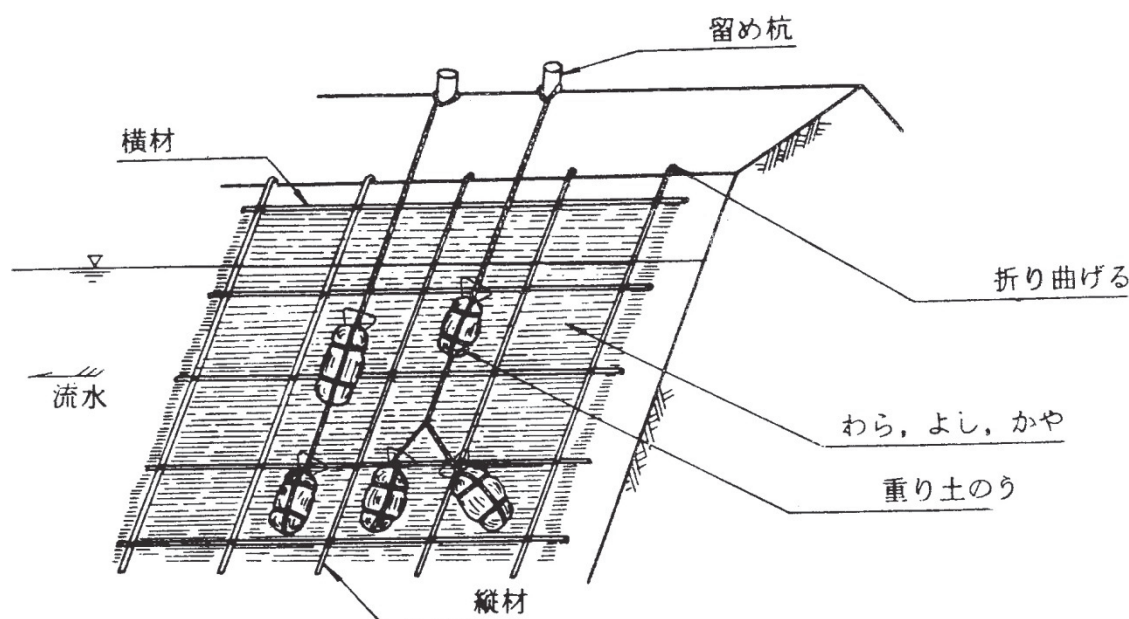 留め杭
横材
折り曲げる
流水
わら，よし，かや
重り土のう
縦材